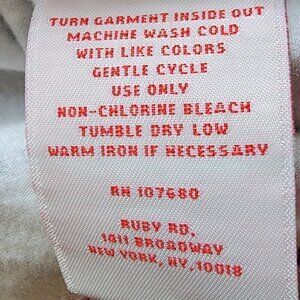 TURN GARMENT INSIDE OUT
MACHINE WASH COLD
WITH LIKE COLORS
GENTLE CYCLE
USE ONLY
NON-CHLORINE BLEACH
TUMBLE DRY LOW
WARM IRON IF NECESSARY
RN 107680
RUBY RD.
1411 BROADWAY
NEW YORK, NY, 10018